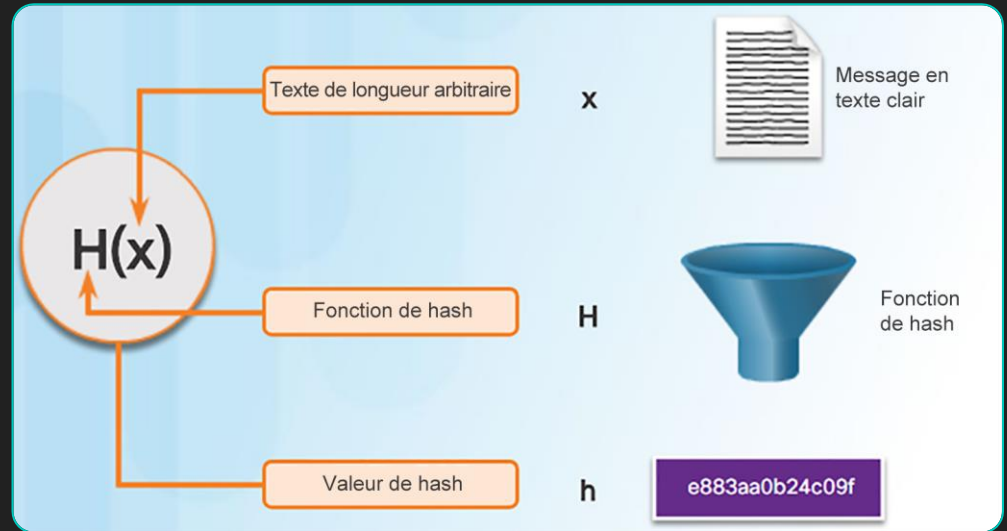 Texte de longueur arbitraire
x
Message en
texte clair
H(x)
Fonction de hash
H
Fonction
de hash
Valeur de hash
h
e883aa0b24c09f